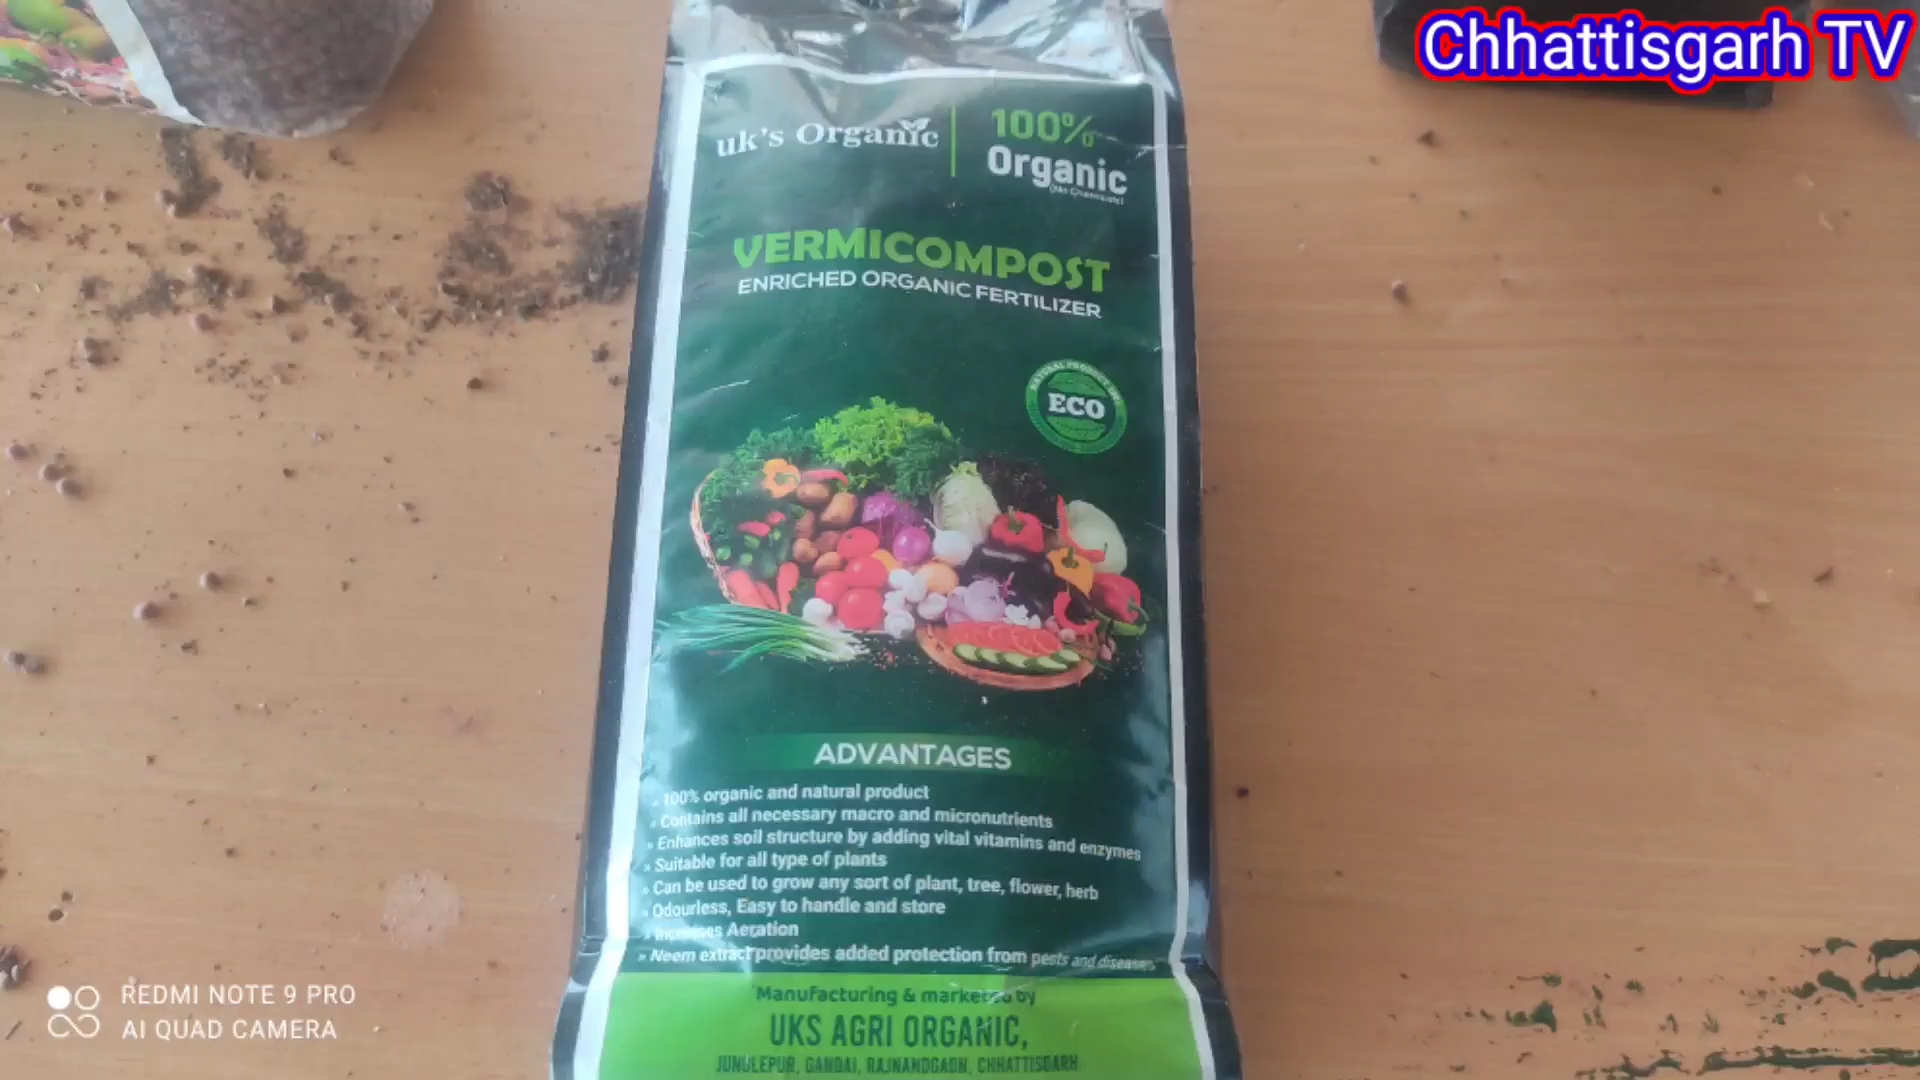 Chhattisgarh TV
uk's Organic
100%
Organic
(No Chemicals)
VERMICOMPOST
ENRICHED ORGANIC FERTILIZER
ECO
ADVANTAGES
» 100% organic and natural product
» Contains all necessary macro and micronutrients
» Enhances soil structure by adding vital vitamins and enzymes
» Suitable for all type of plants
» Can be used to grow any sort of plant, tree, flower, herb
» Odourless, Easy to handle and store
» Increases Aeration
» Neem extract provides added protection from pests and diseases
Manufacturing & marketed by
UKS AGRI ORGANIC,
GANDAI, RAJNANDGAON, CHHATTISGARH
REDMI NOTE 9 PRO
AI QUAD CAMERA